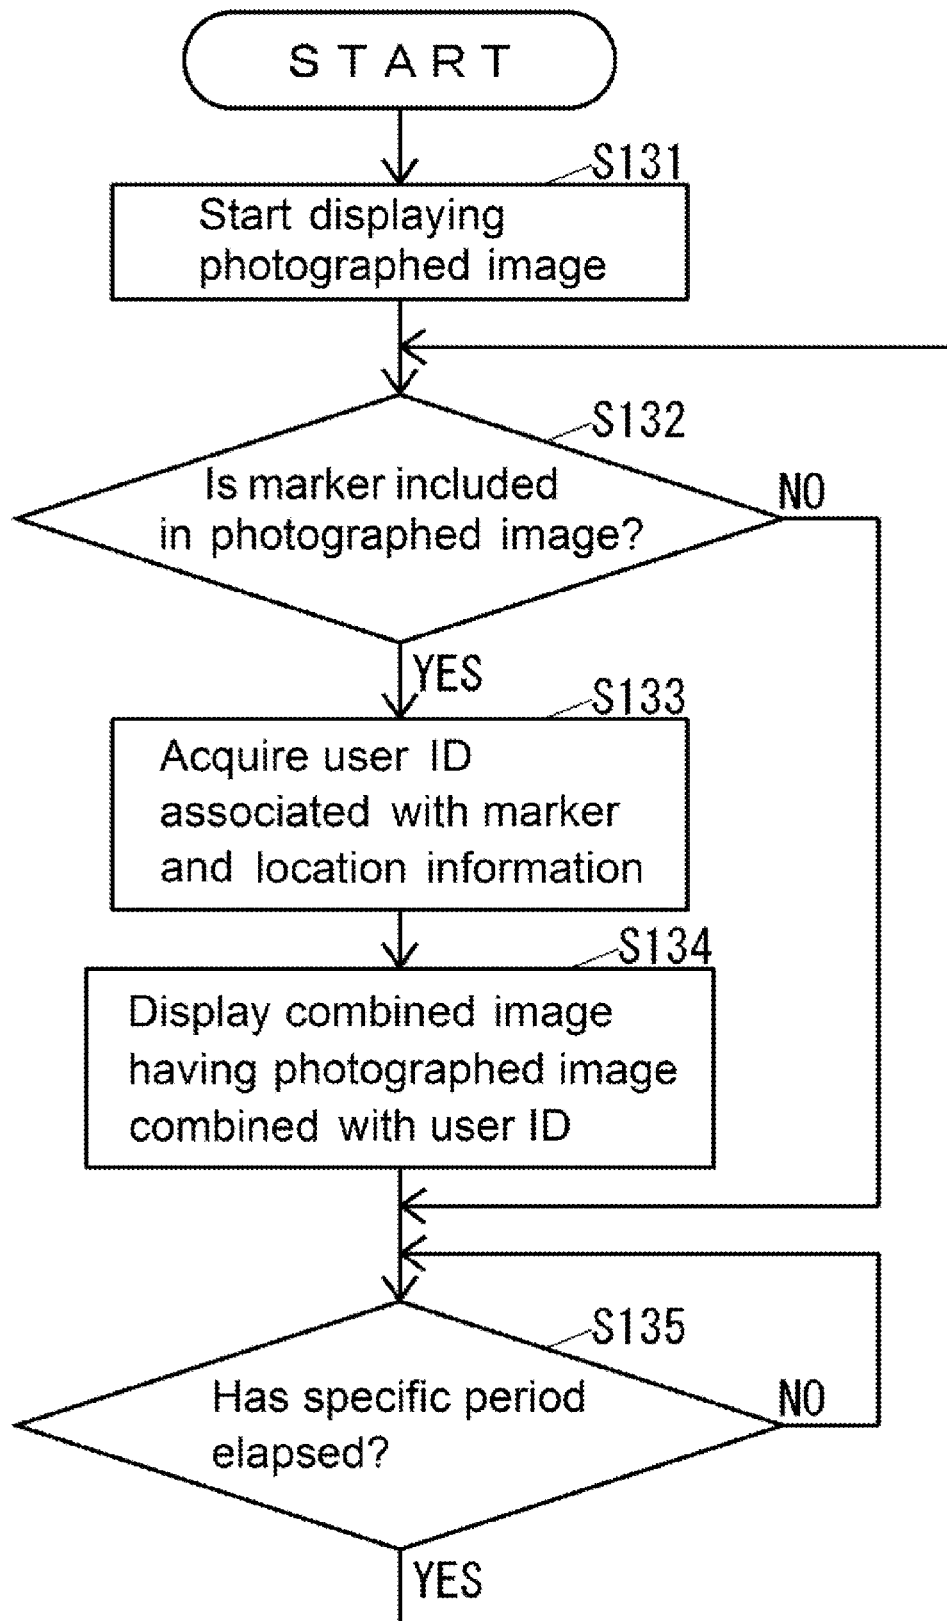 START
S131
Start displaying
photographed image
S132
Is marker included
in photographed image?
NO
YES
S133
Acquire user ID
associated with marker
and location information
S134
Display combined image
having photographed image
combined with user ID
S135
Has specific period
elapsed?
NO
YES